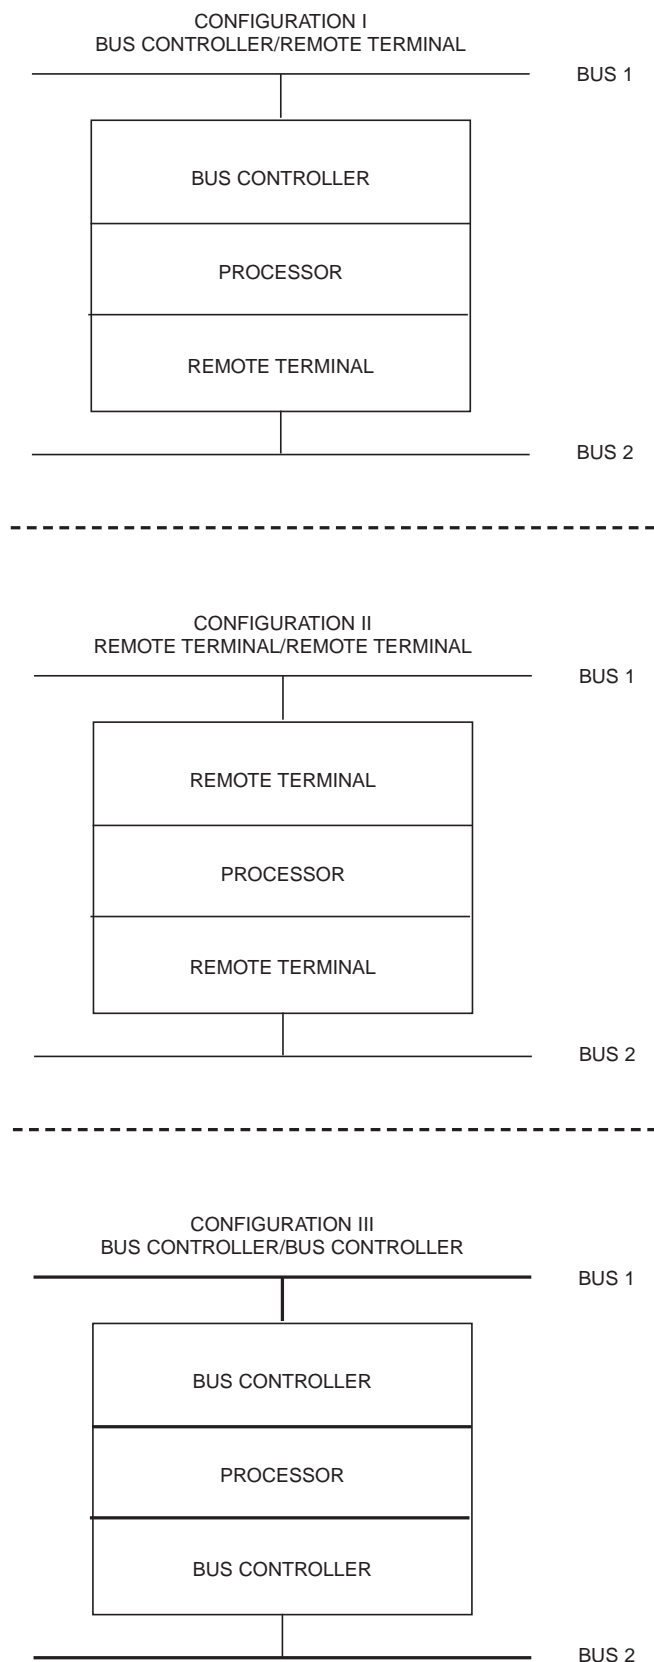 CONFIGURATION I
BUS CONTROLLER/REMOTE TERMINAL
BUS 1
BUS CONTROLLER
PROCESSOR
REMOTE TERMINAL
BUS 2
CONFIGURATION II
REMOTE TERMINAL/REMOTE TERMINAL
BUS 1
REMOTE TERMINAL
PROCESSOR
REMOTE TERMINAL
BUS 2
CONFIGURATION III
BUS CONTROLLER/BUS CONTROLLER
BUS 1
BUS CONTROLLER
PROCESSOR
BUS CONTROLLER
BUS 2